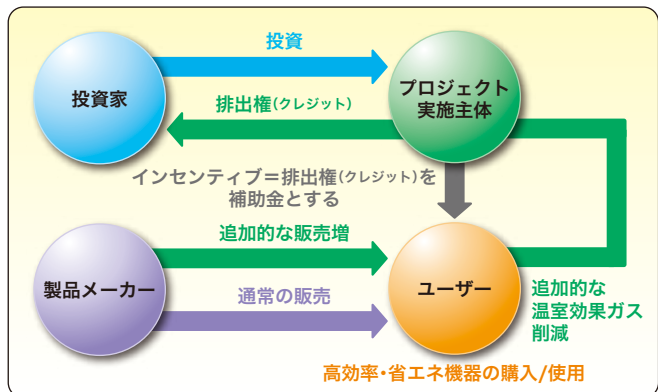 投資
投資家
プロジェクト
実施主体
排出権(クレジット)
インセンティブ＝排出権(クレジット)を
補助金とする
追加的な販売増
製品メーカー
ユーザー
通常の販売
追加的な
温室効果ガス
削減
高効率・省エネ機器の購入/使用